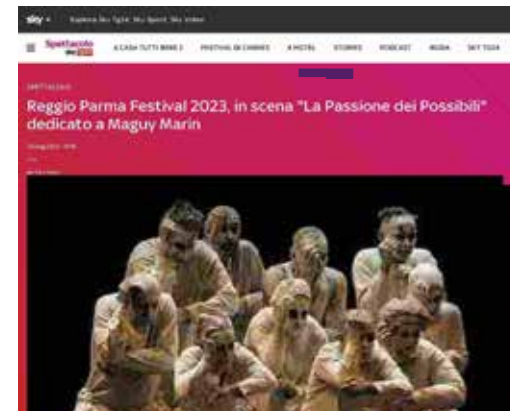 sky
Spettacolo
A CASA TUTTI BENE 2 FESTIVAL DI CANNES STORIES PODCAST MODA SKY TG24
SPETTACOLO
Reggio Parma Festival 2023, in scena "La Passione dei Possibili"
dedicato a Maguy Marin